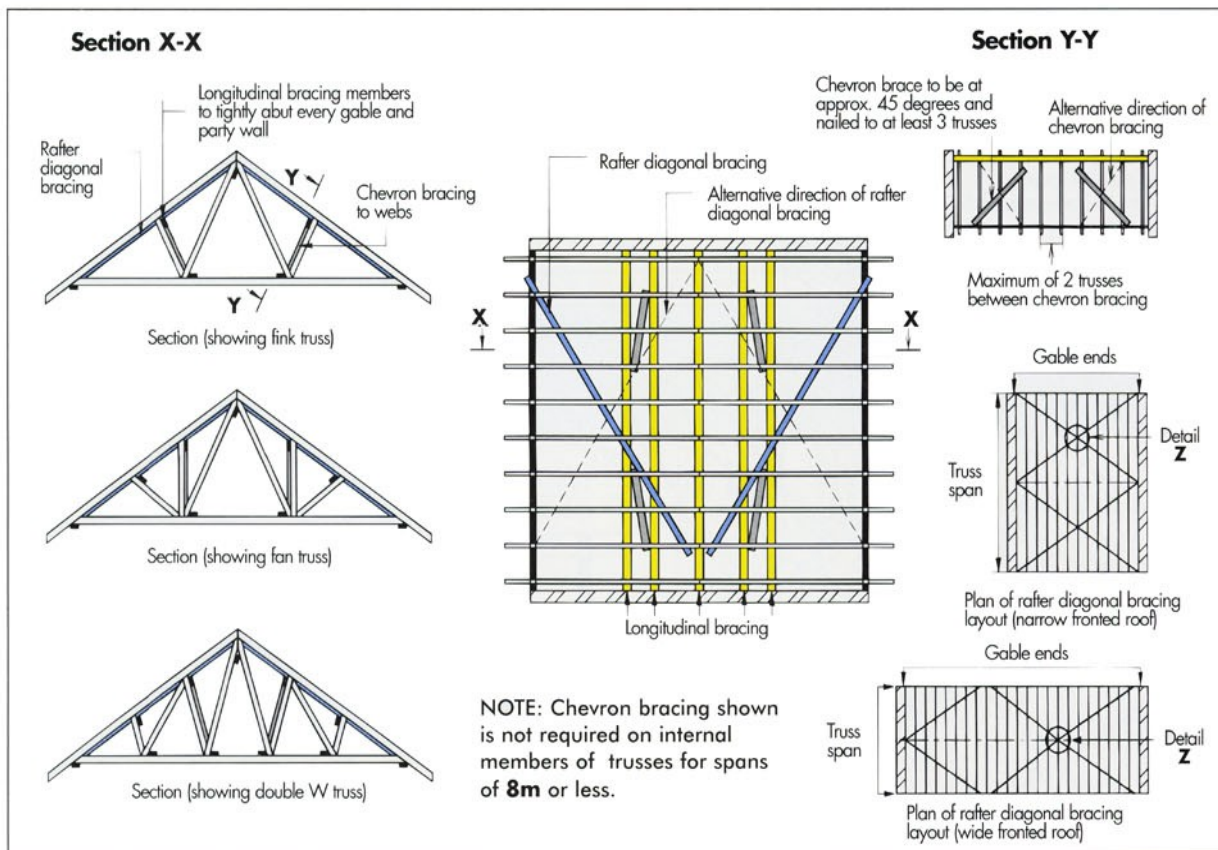 Section X-X
Longitudinal bracing members
to tightly abut every gable and
party wall
Rafter
diagonal
bracing
Y
Chevron bracing
to webs
Y
Section (showing fink truss)
Section (showing fan truss)
Section (showing double W truss)
Rafter diagonal bracing
Alternative direction of rafter
diagonal bracing
X
X
Longitudinal bracing
NOTE: Chevron bracing shown
is not required on internal
members of trusses for spans
of 8m or less.
Section Y-Y
Chevron brace to be at
approx. 45 degrees and
nailed to at least 3 trusses
Alternative direction of
chevron bracing
Maximum of 2 trusses
between chevron bracing
Gable ends
Truss
span
Detail
Z
Plan of rafter diagonal bracing
layout (narrow fronted roof)
Gable ends
Truss
span
Detail
Z
Plan of rafter diagonal bracing
layout (wide fronted roof)